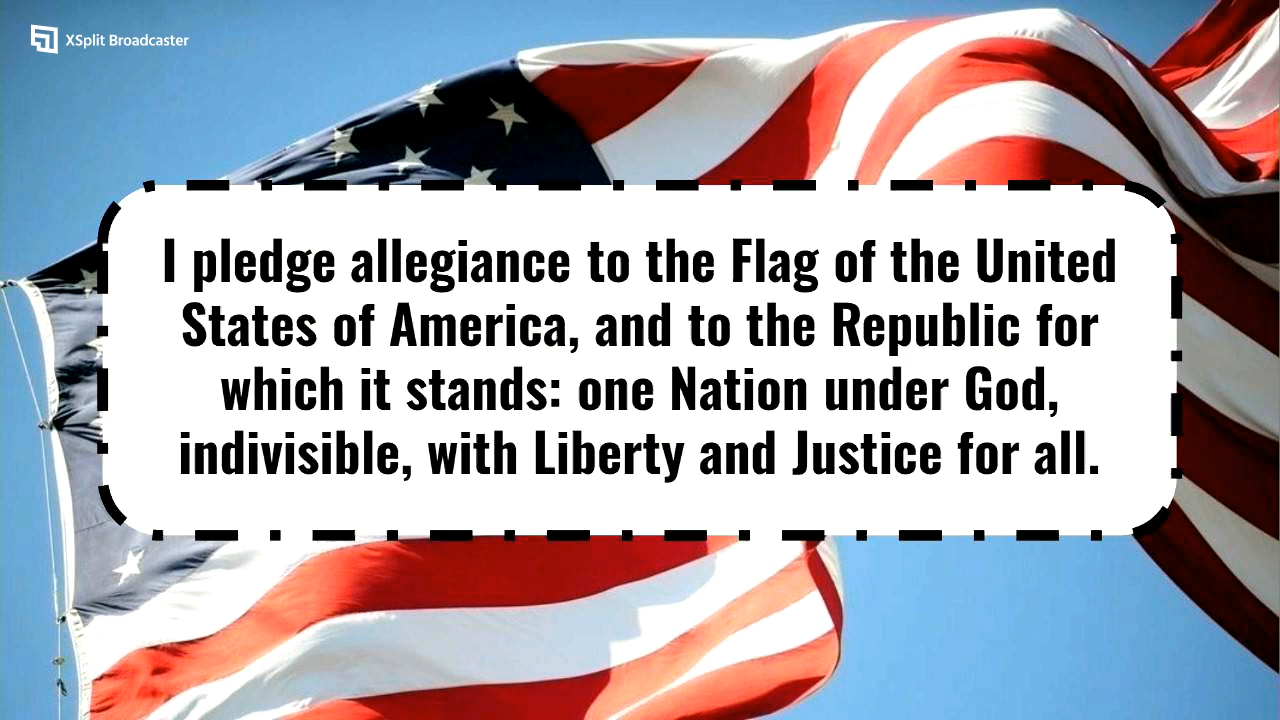 XSplit Broadcaster
I pledge allegiance to the Flag of the United
States of America, and to the Republic for
which it stands: one Nation under God,
indivisible, with Liberty and Justice for all.